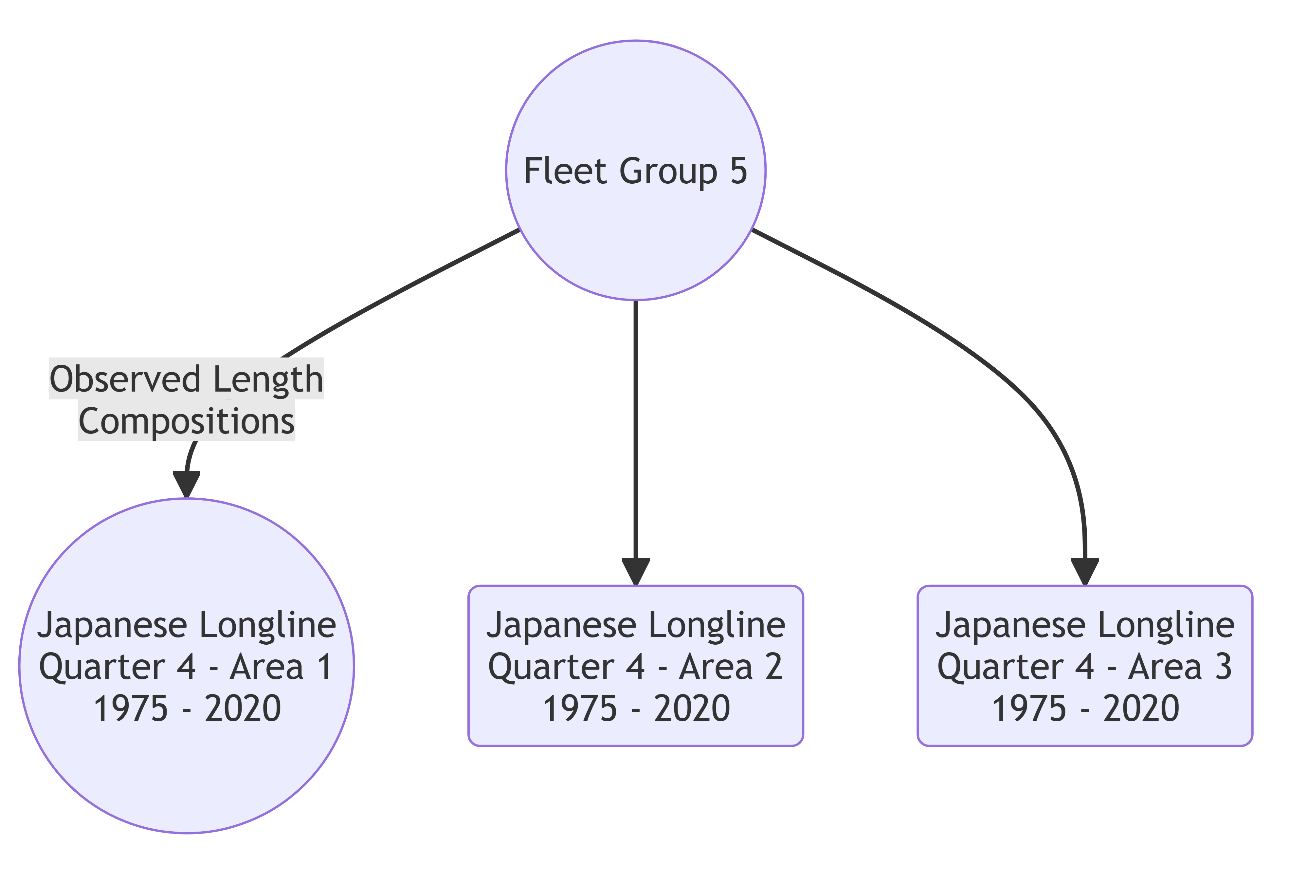 Fleet Group 5
Observed Length
Compositions
Japanese Longline
Quarter 4 - Area 1
1975 - 2020
Japanese Longline
Quarter 4 - Area 2
1975 - 2020
Japanese Longline
Quarter 4 - Area 3
1975 - 2020